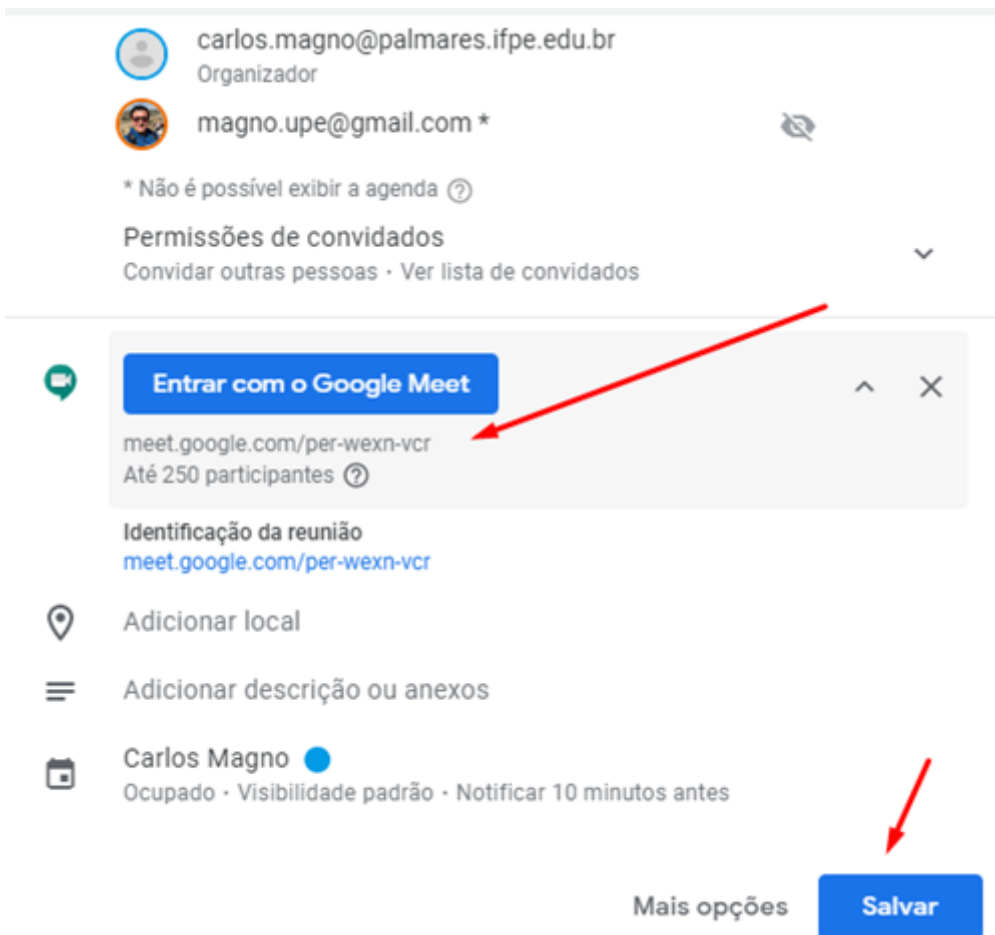 carlos.magno@palmares.ifpe.edu.br
Organizador
magno.upe@gmail.com *
* Não é possível exibir a agenda
Permissões de convidados
Convidar outras pessoas · Ver lista de convidados
Entrar com o Google Meet
meet.google.com/per-wexn-vcr
Até 250 participantes
Identificação da reunião
meet.google.com/per-wexn-vcr
Adicionar local
Adicionar descrição ou anexos
Carlos Magno
Ocupado · Visibilidade padrão · Notificar 10 minutos antes
Mais opções
Salvar